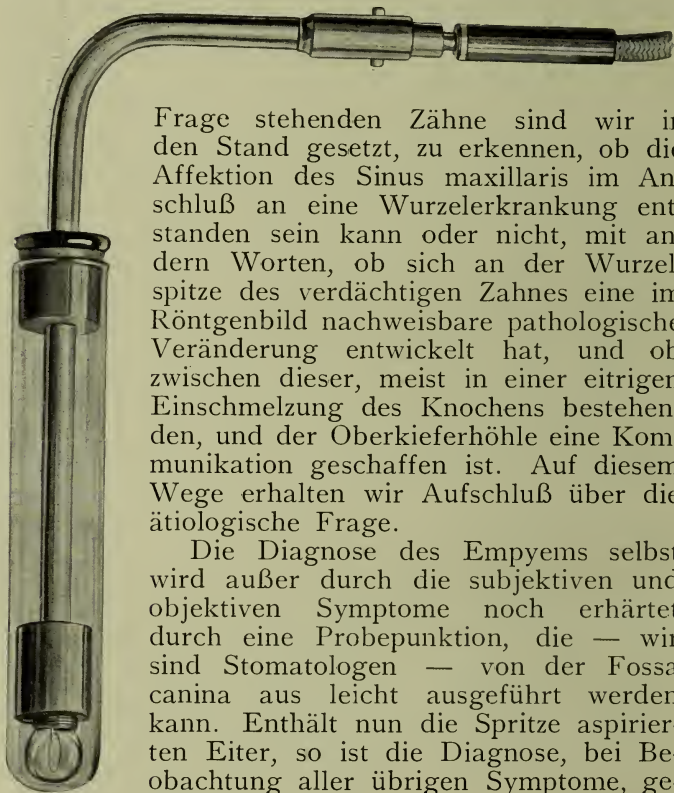 Frage stehenden Zähne sind wir in
den Stand gesetzt, zu erkennen, ob die
Affektion des Sinus maxillaris im An
schluß an eine Wurzelerkrankung ent
standen sein kann oder nicht, mit an
dern Worten, ob sich an der Wurzel
spitze des verdächtigen Zahnes eine im
Röntgenbild nachweisbare pathologische
Veränderung entwickelt hat, und ob
zwischen dieser, meist in einer eitrigen
Einschmelzung des Knochens bestehen
den, und der Oberkieferhöhle eine Kom
munikation geschaffen ist. Auf diesem
Wege erhalten wir Aufschluß über die
ätiologische Frage.
Die Diagnose des Empyems selbst
wird außer durch die subjektiven und
objektiven Symptome noch erhärtet
durch eine Probepunktion, die — wir
sind Stomatologen — von der Fossa
canina aus leicht ausgeführt werden
kann. Enthält nun die Spritze aspirier-
ten Eiter, so ist die Diagnose, bei Be-
obachtung aller übrigen Symptome, ge-